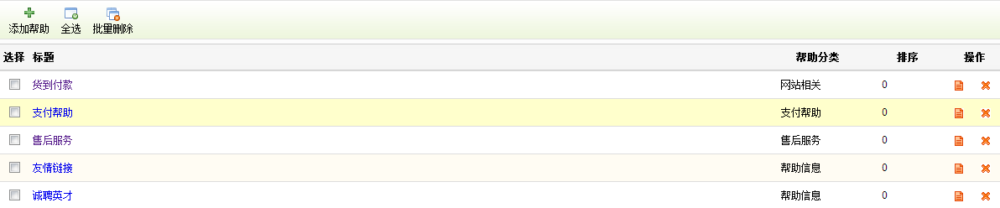 添加帮助 全选 批量删除
选择 标题 帮助分类 排序 操作
货到付款 网站相关 0
支付帮助 支付帮助 0
售后服务 售后服务 0
友情链接 帮助信息 0
诚聘英才 帮助信息 0